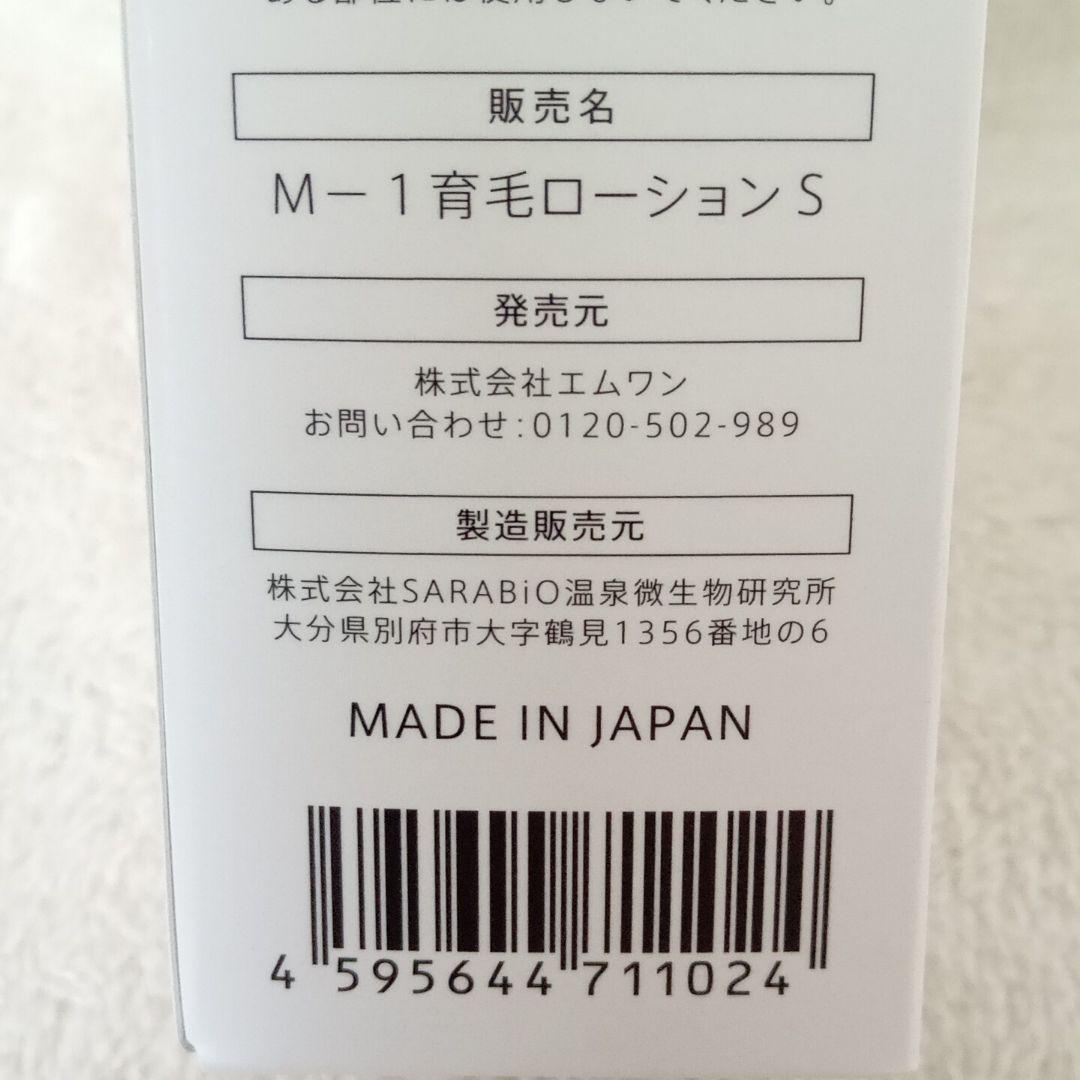 販売名
M－1育毛ローションS
発売元
株式会社エムワン
お問い合わせ:0120-502-989
製造販売元
株式会社SARABiO温泉微生物研究所
大分県別府市大字鶴見1356番地の6
MADE IN JAPAN
4 595644 711024